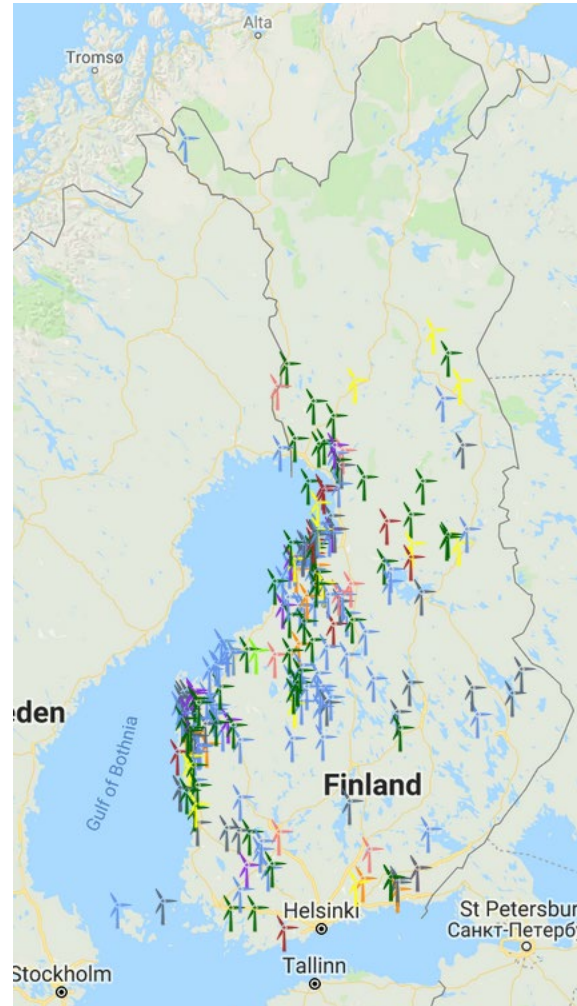 Alta
Tromsø
eden
Gulf of Bothnia
Finland
Helsinki
St Petersbur
Санкт-Петербу
Stockholm
Tallinn